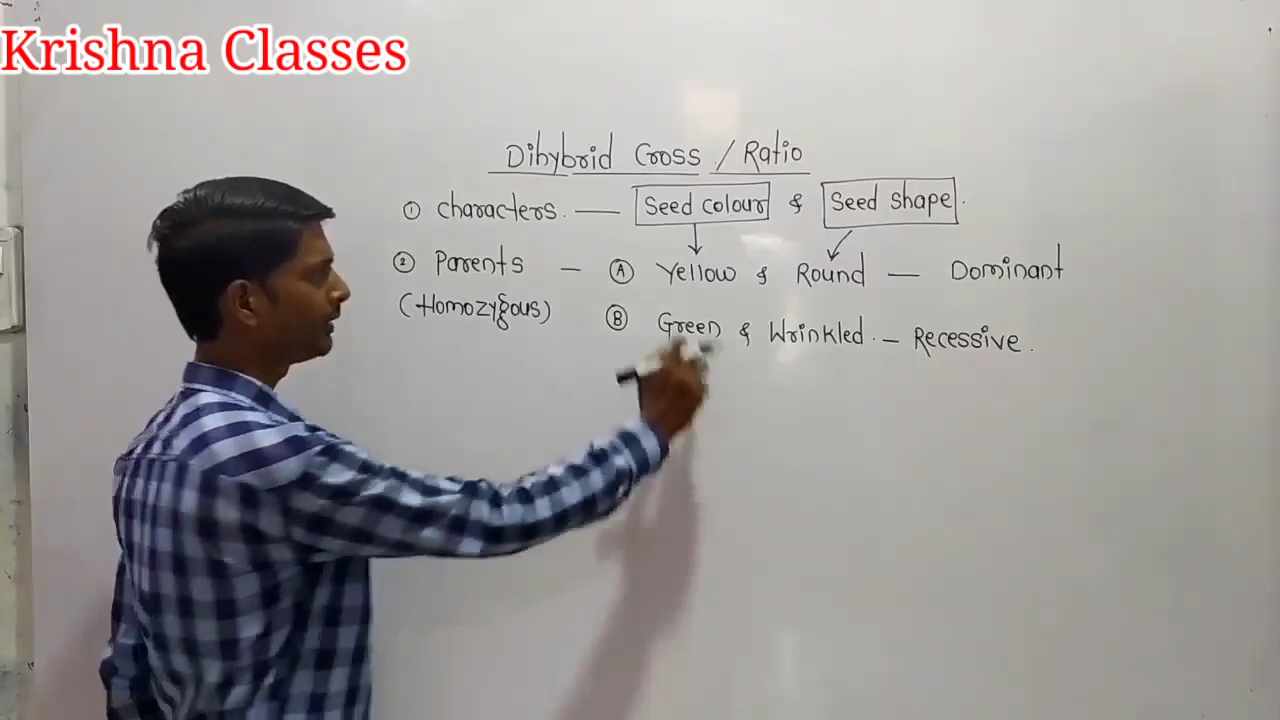 Krishna Classes
Dihybrid Cross / Ratio
① Characters. — Seed colour & Seed shape.
② Parents - Ⓐ Yellow & Round — Dominant
(Homozygous) Ⓑ Green & Wrinkled. - Recessive.